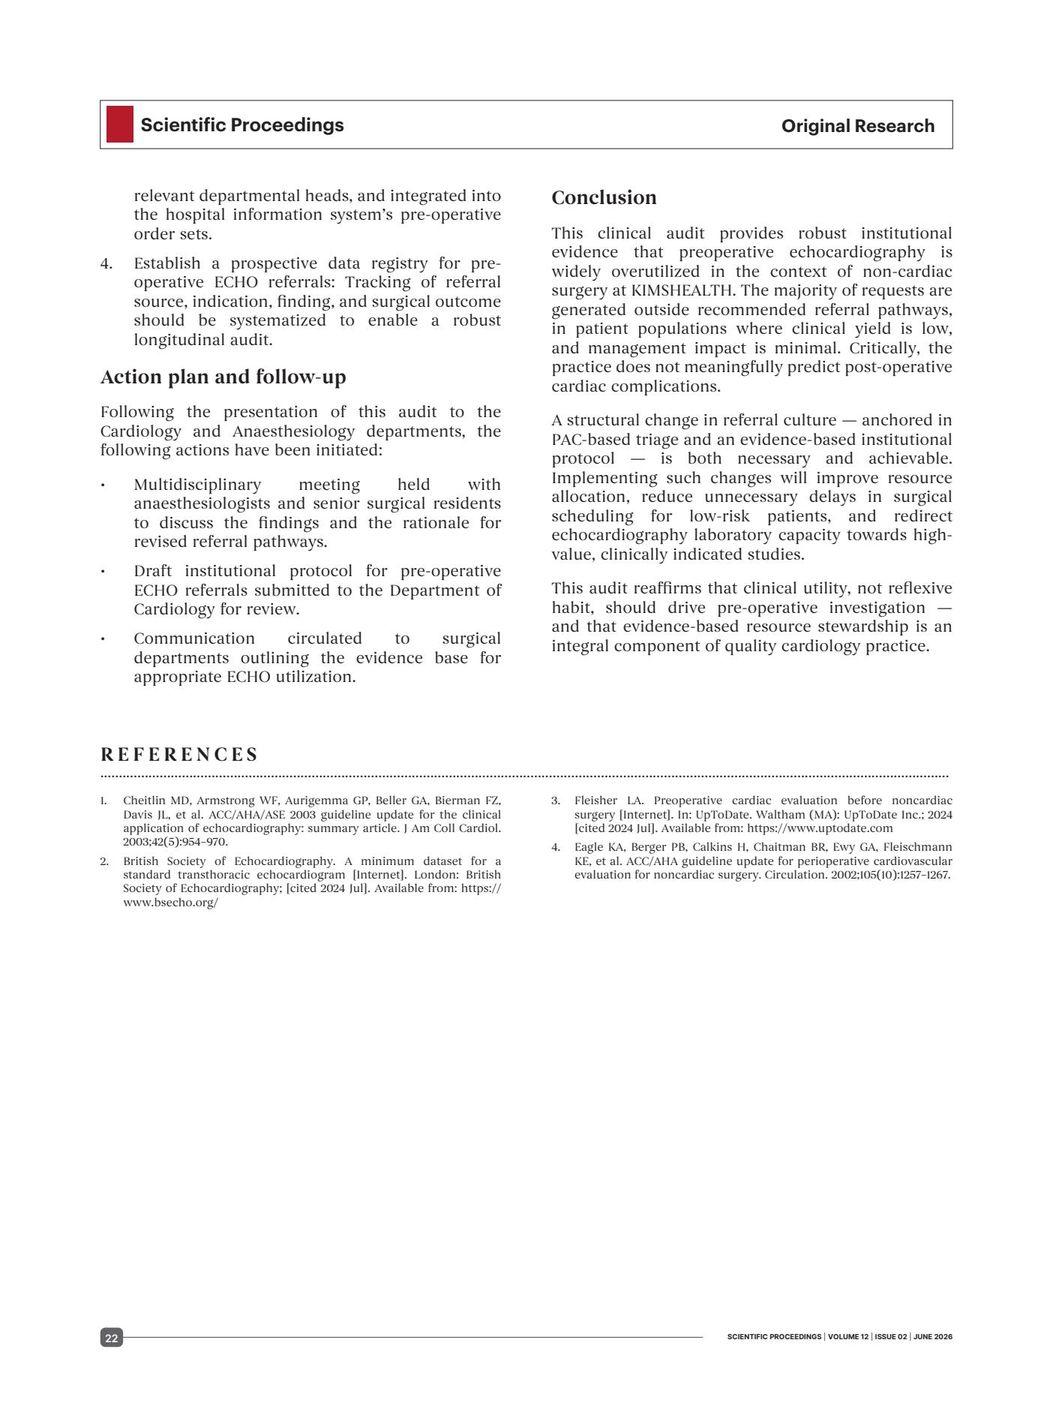 Scientific Proceedings
Original Research
relevant departmental heads, and integrated into
the hospital information system’s pre-operative
order sets.
4. Establish a prospective data registry for pre-
operative ECHO referrals: Tracking of referral
source, indication, finding, and surgical outcome
should be systematized to enable a robust
longitudinal audit.
Action plan and follow-up
Following the presentation of this audit to the
Cardiology and Anaesthesiology departments, the
following actions have been initiated:
• Multidisciplinary meeting held with
anaesthesiologists and senior surgical residents
to discuss the findings and the rationale for
revised referral pathways.
• Draft institutional protocol for pre-operative
ECHO referrals submitted to the Department of
Cardiology for review.
• Communication circulated to surgical
departments outlining the evidence base for
appropriate ECHO utilization.
Conclusion
This clinical audit provides robust institutional
evidence that preoperative echocardiography is
widely overutilized in the context of non-cardiac
surgery at KIMSHEALTH. The majority of requests are
generated outside recommended referral pathways,
in patient populations where clinical yield is low,
and management impact is minimal. Critically, the
practice does not meaningfully predict post-operative
cardiac complications.
A structural change in referral culture — anchored in
PAC-based triage and an evidence-based institutional
protocol — is both necessary and achievable.
Implementing such changes will improve resource
allocation, reduce unnecessary delays in surgical
scheduling for low-risk patients, and redirect
echocardiography laboratory capacity towards high-
value, clinically indicated studies.
This audit reaffirms that clinical utility, not reflexive
habit, should drive pre-operative investigation —
and that evidence-based resource stewardship is an
integral component of quality cardiology practice.
REFERENCES
1. Cheitlin MD, Armstrong WF, Aurigemma GP, Beller GA, Bierman FZ,
Davis JL, et al. ACC/AHA/ASE 2003 guideline update for the clinical
application of echocardiography: summary article. J Am Coll Cardiol.
2003;42(5):954–970.
2. British Society of Echocardiography. A minimum dataset for a
standard transthoracic echocardiogram [Internet]. London: British
Society of Echocardiography; [cited 2024 Jul]. Available from: https://
www.bsecho.org/
3. Fleisher LA. Preoperative cardiac evaluation before noncardiac
surgery [Internet]. In: UpToDate. Waltham (MA): UpToDate Inc.; 2024
[cited 2024 Jul]. Available from: https://www.uptodate.com
4. Eagle KA, Berger PB, Calkins H, Chaitman BR, Ewy GA, Fleischmann
KE, et al. ACC/AHA guideline update for perioperative cardiovascular
evaluation for noncardiac surgery. Circulation. 2002;105(10):1257–1267.
22
SCIENTIFIC PROCEEDINGS | VOLUME 12 | ISSUE 02 | JUNE 2026